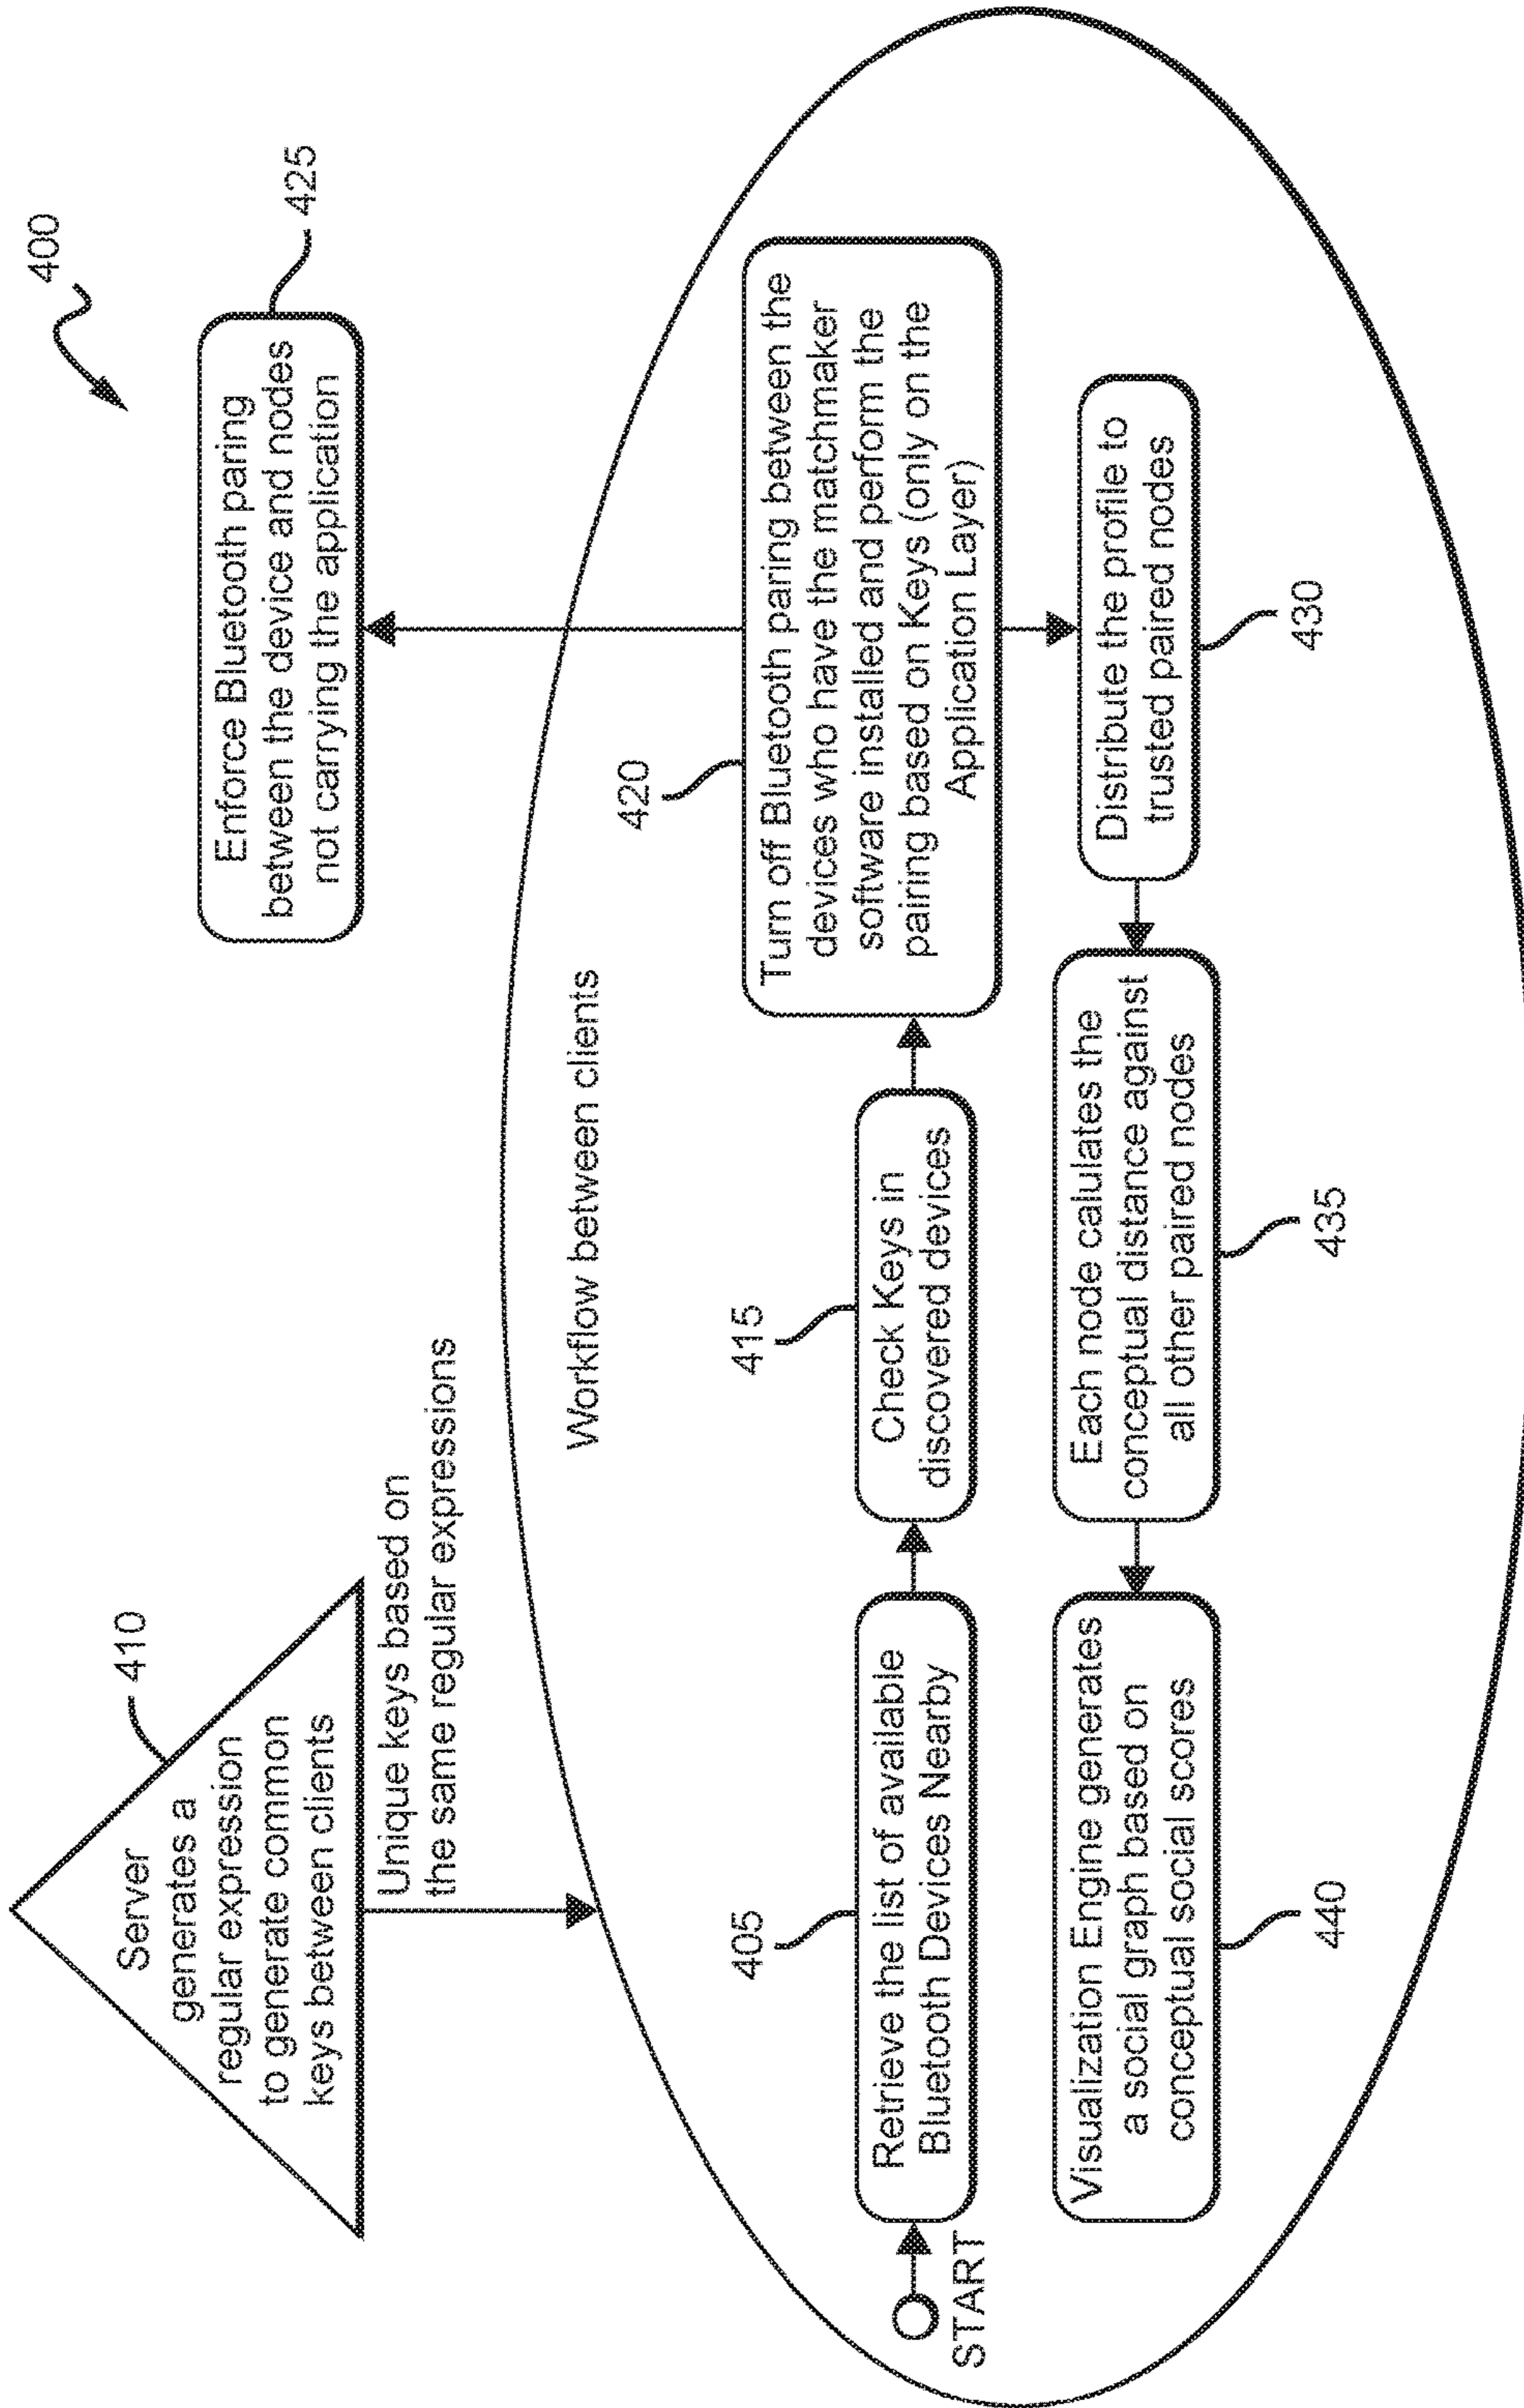 400
Server
generates a
regular expression
to generate common
keys between clients
410
Unique keys based on
the same regular expressions
Enforce Bluetooth paring
between the device and nodes
not carrying the application
425
Workflow between clients
START
405
Retrieve the list of available
Bluetooth Devices Nearby
415
Check Keys in
discovered devices
420
Turn off Bluetooth paring between the
devices who have the matchmaker
software installed and perform the
pairing based on Keys (only on the
Application Layer)
Distribute the profile to
trusted paired nodes
430
Each node calulates the
conceptual distance against
all other paired nodes
435
Visualization Engine generates
a social graph based on
conceptual social scores
440